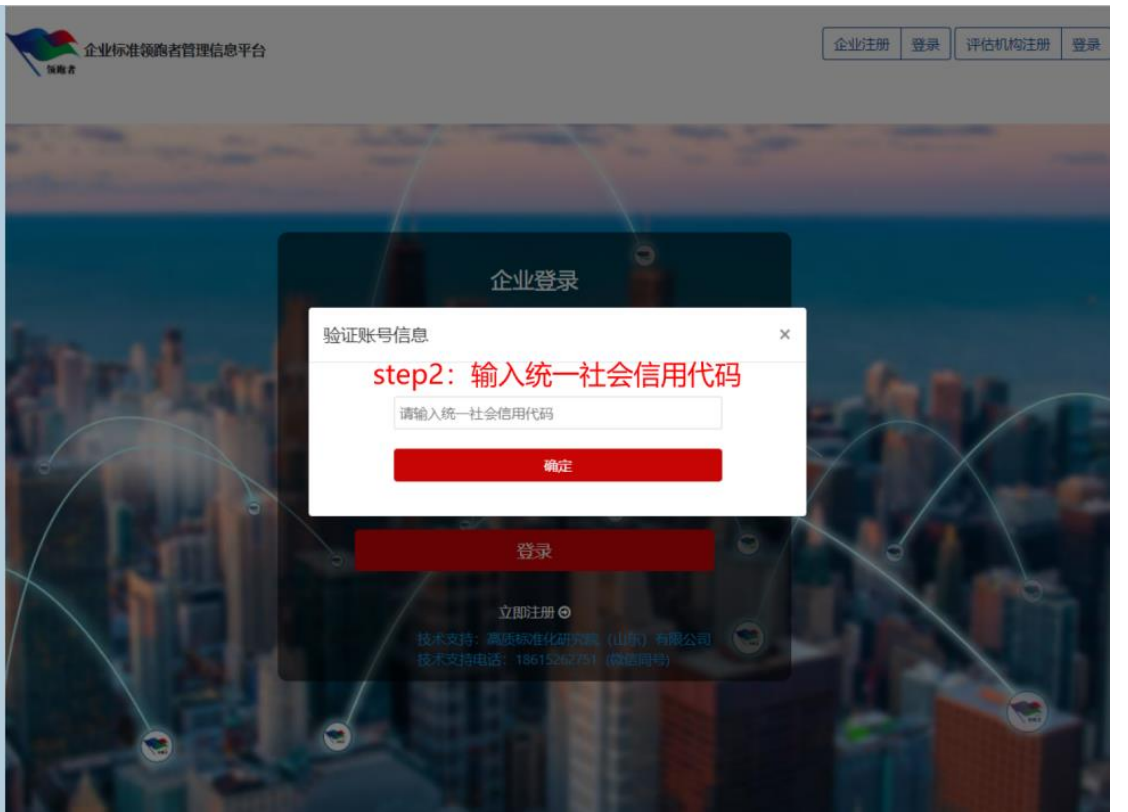 企业标准领跑者管理信息平台
领跑者
企业注册 登录 评估机构注册 登录
企业登录
验证账号信息 ×
step2：输入统一社会信用代码
请输入统一社会信用代码
确定
登录
立即注册
技术支持：高质标准化研究院（山东）有限公司
技术支持电话：18615262751 (微信同号)